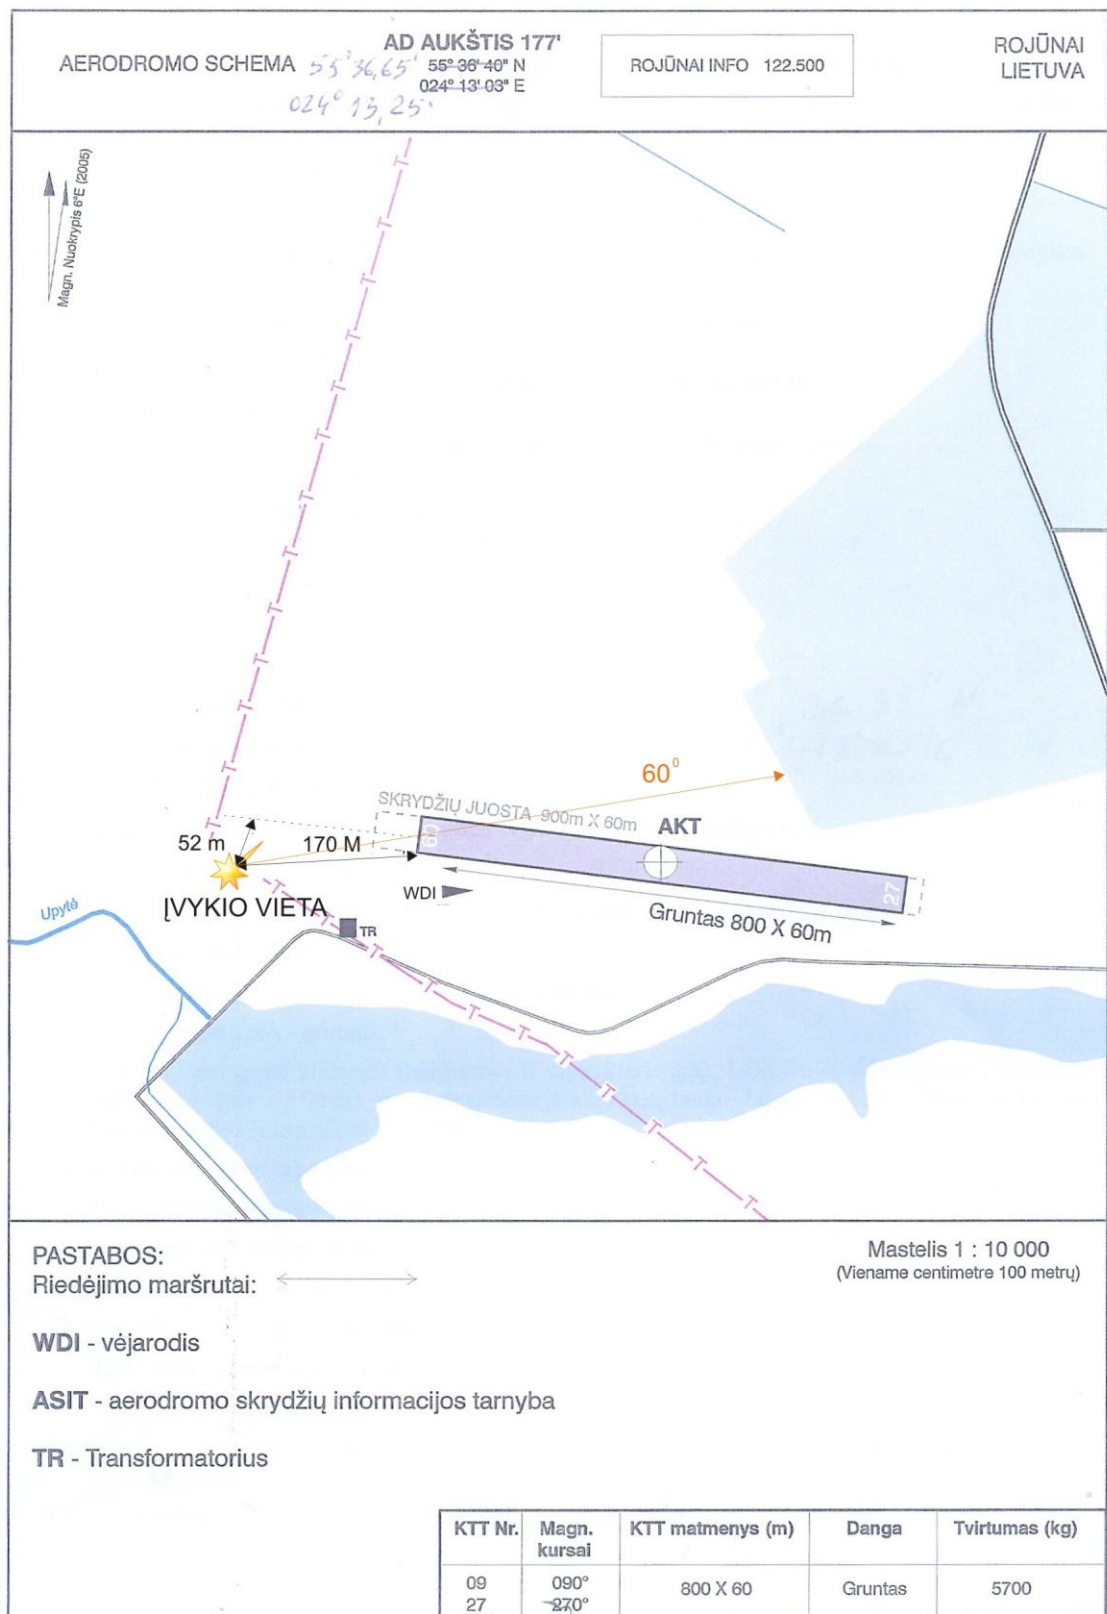 AERODROMO SCHEMA
AD AUKŠTIS 177'
55° 36' 40" N
024° 13' 03" E
55° 36,65'
024° 13,25'
ROJŪNAI INFO 122.500
ROJŪNAI
LIETUVA
Magn. Nuokrypis 6°E (2005)
T
60°
SKRYDŽIŲ JUOSTA 900m X 60m
AKT
52 m
170 M
09
27
WDI
ĮVYKIO VIETA
Gruntas 800 X 60m
Upytė
TR
PASTABOS:
Riedėjimo maršrutai:
Mastelis 1 : 10 000
(Viename centimetre 100 metrų)
WDI - vėjarodis
ASIT - aerodromo skrydžių informacijos tarnyba
TR - Transformatorius
KTT Nr. Magn. kursai KTT matmenys (m) Danga Tvirtumas (kg)
09 090° 800 X 60 Gruntas 5700
27 270°